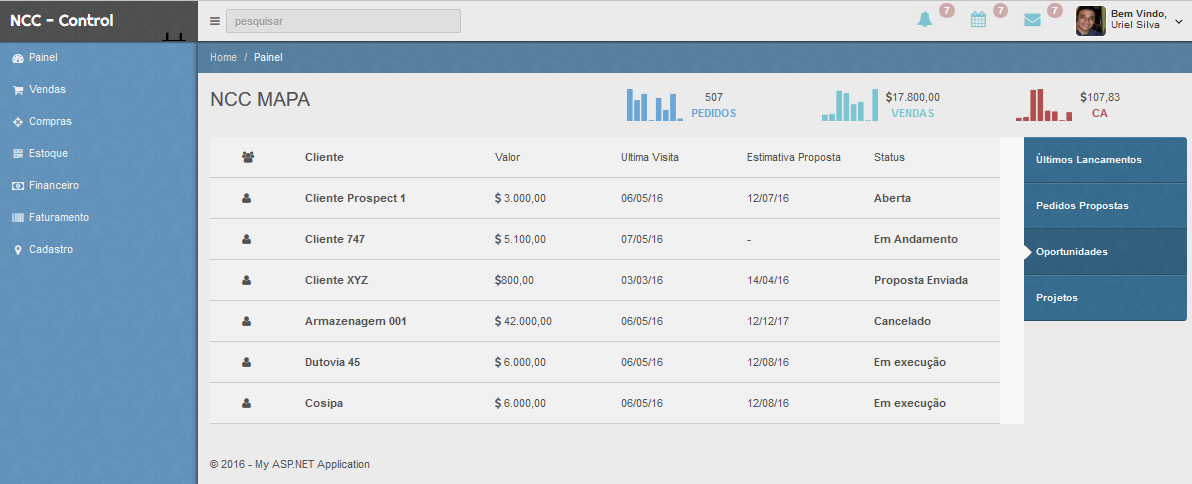 NCC - Control
pesquisar
7
7
7
Bem Vindo,
Uriel Silva
Painel
Vendas
Compras
Estoque
Financeiro
Faturamento
Cadastro
Home / Painel
NCC MAPA
507
PEDIDOS
$17.800,00
VENDAS
$107,83
CA
Cliente Valor Ultima Visita Estimativa Proposta Status
Cliente Prospect 1 $ 3.000,00 06/05/16 12/07/16 Aberta
Cliente 747 $ 5.100,00 07/05/16 - Em Andamento
Cliente XYZ $800,00 03/03/16 14/04/16 Proposta Enviada
Armazenagem 001 $ 42.000,00 06/05/16 12/12/17 Cancelado
Dutovia 45 $ 6.000,00 06/05/16 12/08/16 Em execução
Cosipa $ 6.000,00 06/05/16 12/08/16 Em execução
Últimos Lancamentos
Pedidos Propostas
Oportunidades
Projetos
© 2016 - My ASP.NET Application